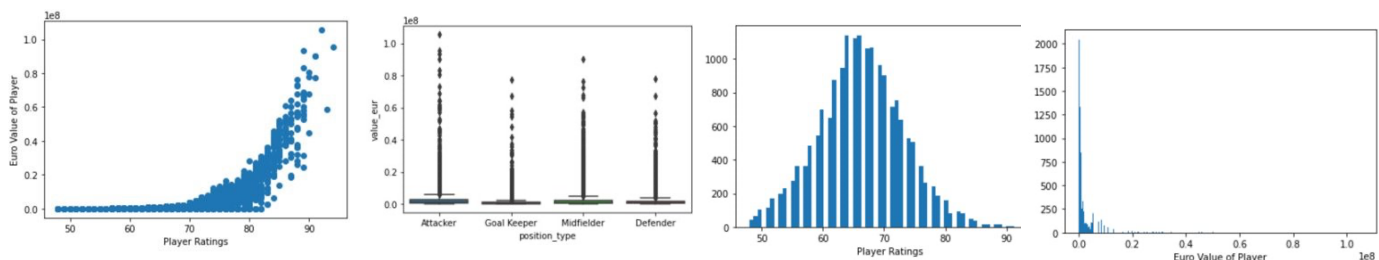 1e8
1.0
0.8
0.6
0.4
0.2
0.0
Euro Value of Player
50 60 70 80 90
Player Ratings
1e8
1.0
0.8
0.6
0.4
0.2
0.0
value_eur
Attacker Goal Keeper Midfielder Defender
position_type
1000
800
600
400
200
0
50 60 70 80 90
Player Ratings
2000
1750
1500
1250
1000
750
500
250
0
0.0 0.2 0.4 0.6 0.8 1.0
Euro Value of Player
1e8